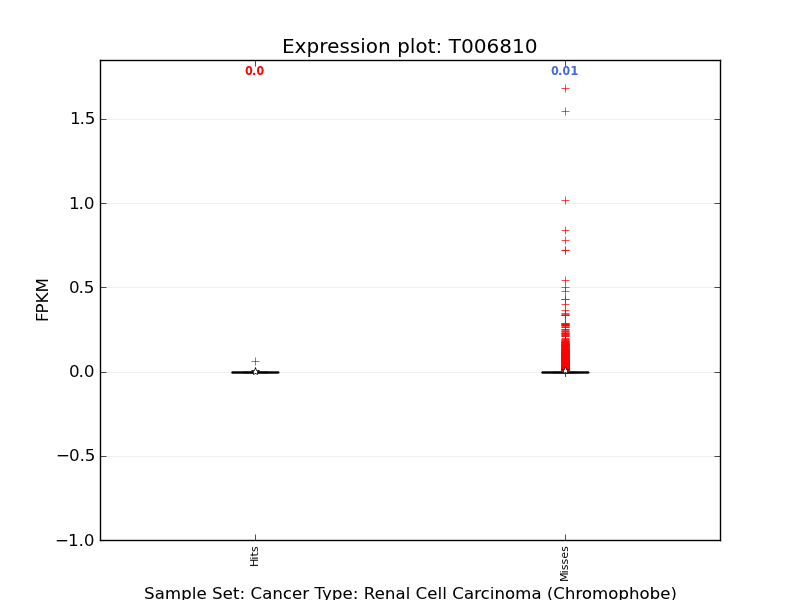 Expression plot: T006810
0.0 0.01
1.5
1.0
0.5
0.0
−0.5
−1.0
FPKM
Hits Misses
Sample Set: Cancer Type: Renal Cell Carcinoma (Chromophobe)